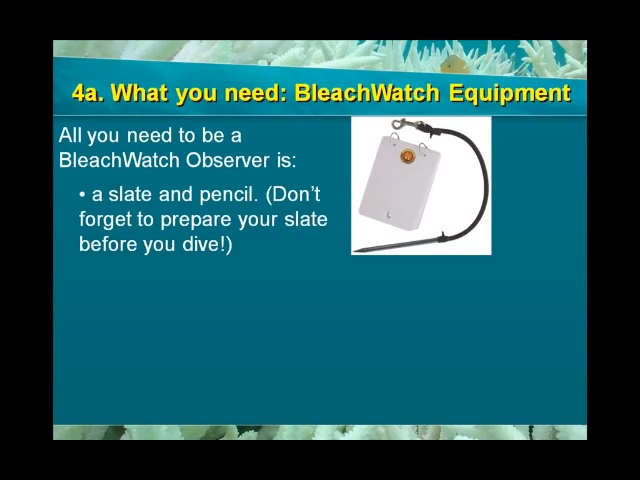 4a. What you need: BleachWatch Equipment
All you need to be a
BleachWatch Observer is:
• a slate and pencil. (Don't
forget to prepare your slate
before you dive!)